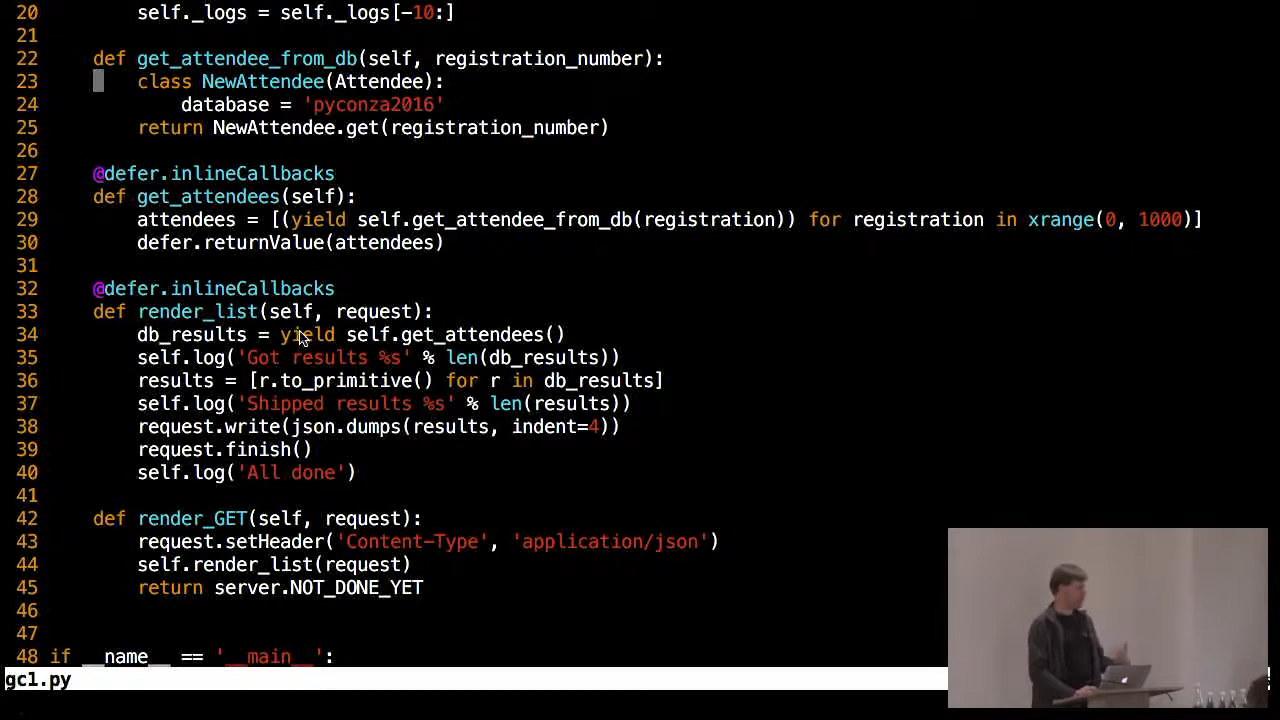 20         self._logs = self._logs[-10:]
21
22     def get_attendee_from_db(self, registration_number):
23         class NewAttendee(Attendee):
24             database = 'pyconza2016'
25         return NewAttendee.get(registration_number)
26
27     @defer.inlineCallbacks
28     def get_attendees(self):
29         attendees = [(yield self.get_attendee_from_db(registration)) for registration in xrange(0, 1000)]
30         defer.returnValue(attendees)
31
32     @defer.inlineCallbacks
33     def render_list(self, request):
34         db_results = yield self.get_attendees()
35         self.log('Got results %s' % len(db_results))
36         results = [r.to_primitive() for r in db_results]
37         self.log('Shipped results %s' % len(results))
38         request.write(json.dumps(results, indent=4))
39         request.finish()
40         self.log('All done')
41
42     def render_GET(self, request):
43         request.setHeader('Content-Type', 'application/json')
44         self.render_list(request)
45         return server.NOT_DONE_YET
46
47
48 if __name__ == '__main__':
gc1.py